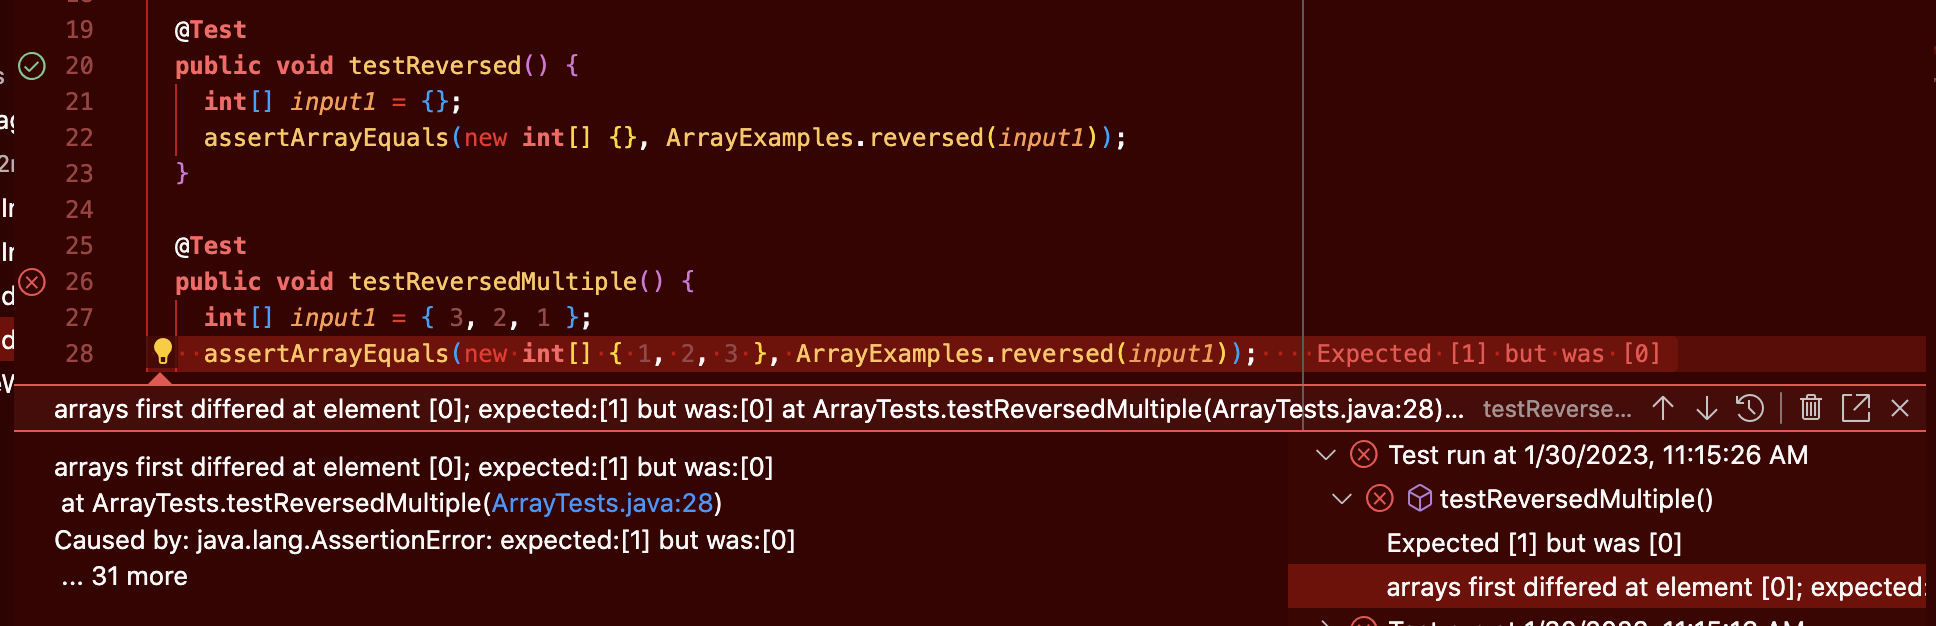 19 @Test
20 public void testReversed() {
21 int[] input1 = {};
22 assertArrayEquals(new int[] {}, ArrayExamples.reversed(input1));
23 }
24
25 @Test
26 public void testReversedMultiple() {
27 int[] input1 = { 3, 2, 1 };
28 assertArrayEquals(new int[] { 1, 2, 3 }, ArrayExamples.reversed(input1)); Expected [1] but was [0]
arrays first differed at element [0]; expected:[1] but was:[0] at ArrayTests.testReversedMultiple(ArrayTests.java:28)... testReverse...
arrays first differed at element [0]; expected:[1] but was:[0]
at ArrayTests.testReversedMultiple(ArrayTests.java:28)
Caused by: java.lang.AssertionError: expected:[1] but was:[0]
... 31 more
Test run at 1/30/2023, 11:15:26 AM
testReversedMultiple()
Expected [1] but was [0]
arrays first differed at element [0]; expected: